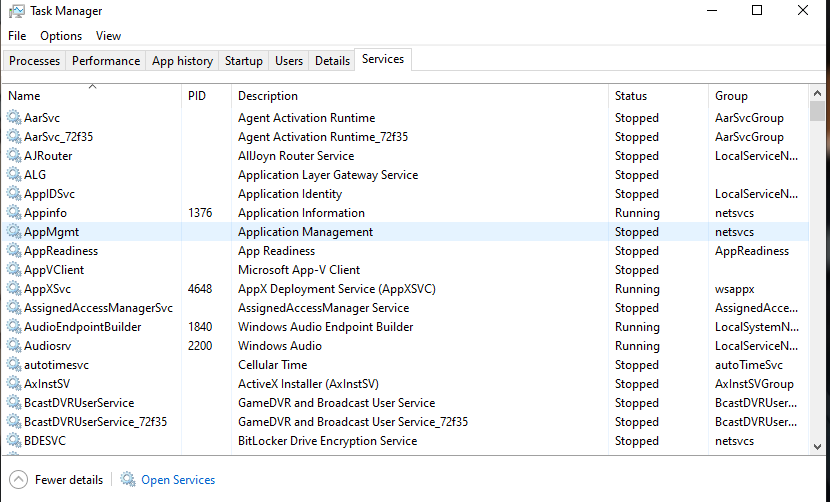 Task Manager
File Options View
Processes Performance App history Startup Users Details Services
Name PID Description Status Group
AarSvc Agent Activation Runtime Stopped AarSvcGroup
AarSvc_72f35 Agent Activation Runtime_72f35 Stopped AarSvcGroup
AJRouter AllJoyn Router Service Stopped LocalServiceN...
ALG Application Layer Gateway Service Stopped
AppIDSvc Application Identity Stopped LocalServiceN...
Appinfo 1376 Application Information Running netsvcs
AppMgmt Application Management Stopped netsvcs
AppReadiness App Readiness Stopped AppReadiness
AppVClient Microsoft App-V Client Stopped
AppXSvc 4648 AppX Deployment Service (AppXSVC) Running wsappx
AssignedAccessManagerSvc AssignedAccessManager Service Stopped AssignedAcce...
AudioEndpointBuilder 1840 Windows Audio Endpoint Builder Running LocalSystemN...
Audiosrv 2200 Windows Audio Running LocalServiceN...
autotimesvc Cellular Time Stopped autoTimeSvc
AxInstSV ActiveX Installer (AxInstSV) Stopped AxInstSVGroup
BcastDVRUserService GameDVR and Broadcast User Service Stopped BcastDVRUser...
BcastDVRUserService_72f35 GameDVR and Broadcast User Service_72f35 Stopped BcastDVRUser...
BDESVC BitLocker Drive Encryption Service Stopped netsvcs
Fewer details Open Services